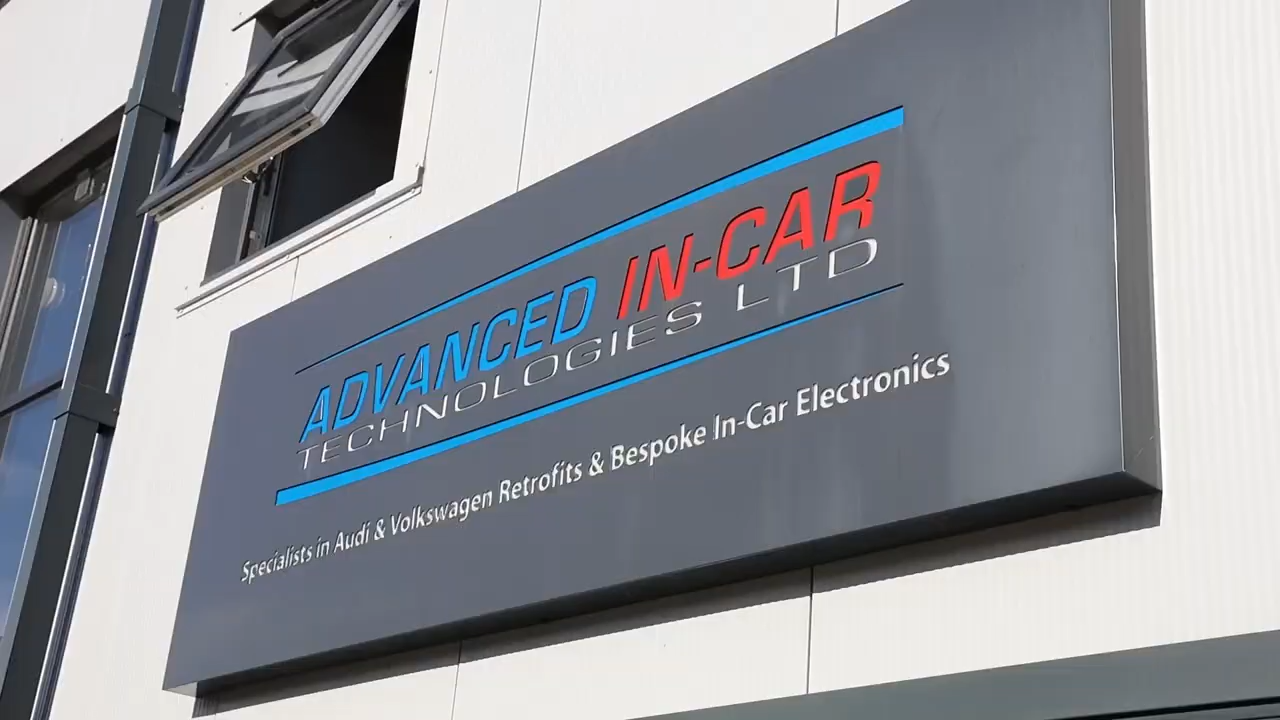 ADVANCED IN-CAR
TECHNOLOGIES LTD
Specialists in Audi & Volkswagen Retrofits & Bespoke In-Car Electronics